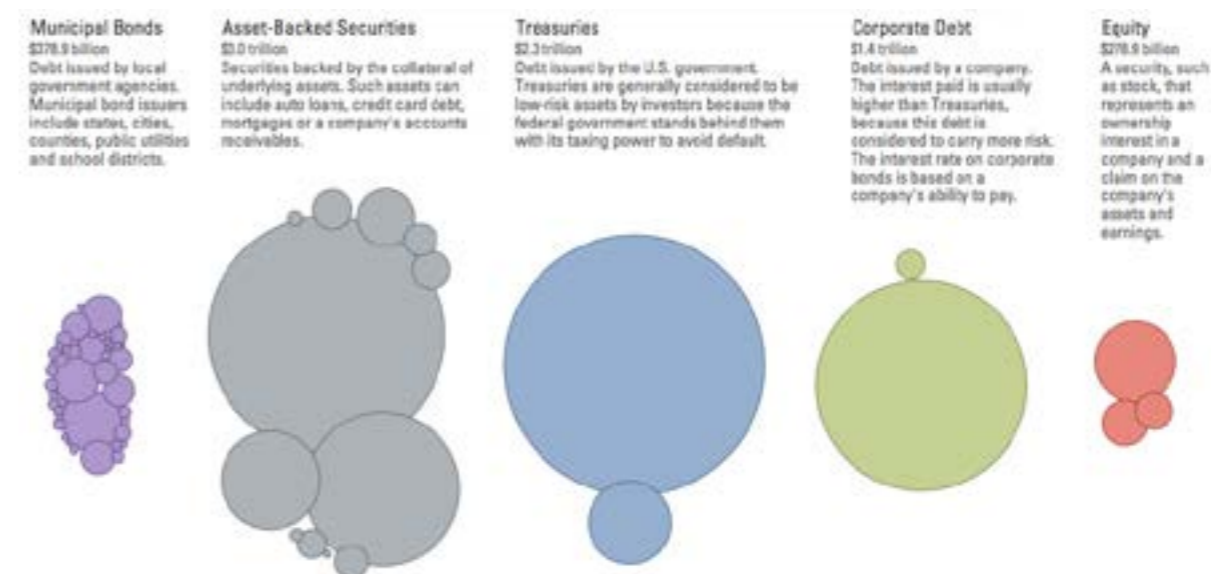 Municipal Bonds
$378.9 billion
Debt issued by local
government agencies.
Municipal bond issuers
include states, cities,
counties, public utilities
and school districts.
Asset-Backed Securities
$3.0 trillion
Securities backed by the collateral of
underlying assets. Such assets can
include auto loans, credit card debt,
mortgages or a company's accounts
receivables.
Treasuries
$2.3 trillion
Debt issued by the U.S. government.
Treasuries are generally considered to be
low-risk assets by investors because the
federal government stands behind them
with its taxing power to avoid default.
Corporate Debt
$1.4 trillion
Debt issued by a company.
The interest paid is usually
higher than Treasuries,
because this debt is
considered to carry more risk.
The interest rate on corporate
bonds is based on a
company's ability to pay.
Equity
$278.9 billion
A security, such
as stock, that
represents an
ownership
interest in a
company and a
claim on the
company's
assets and
earnings.